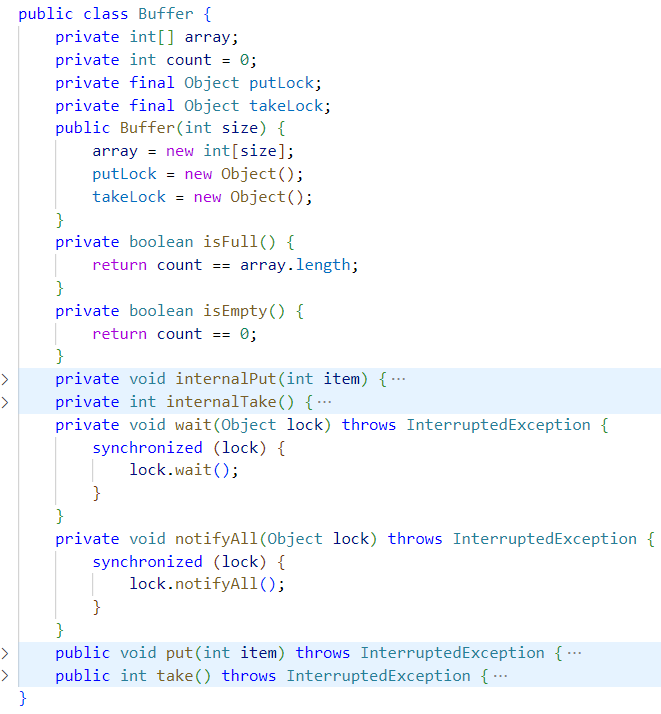 public class Buffer {
    private int[] array;
    private int count = 0;
    private final Object putLock;
    private final Object takeLock;
    public Buffer(int size) {
        array = new int[size];
        putLock = new Object();
        takeLock = new Object();
    }
    private boolean isFull() {
        return count == array.length;
    }
    private boolean isEmpty() {
        return count == 0;
    }
    private void internalPut(int item) {···
    private int internalTake() {···
    private void wait(Object lock) throws InterruptedException {
        synchronized (lock) {
            lock.wait();
        }
    }
    private void notifyAll(Object lock) throws InterruptedException {
        synchronized (lock) {
            lock.notifyAll();
        }
    }
    public void put(int item) throws InterruptedException {···
    public int take() throws InterruptedException {···
}